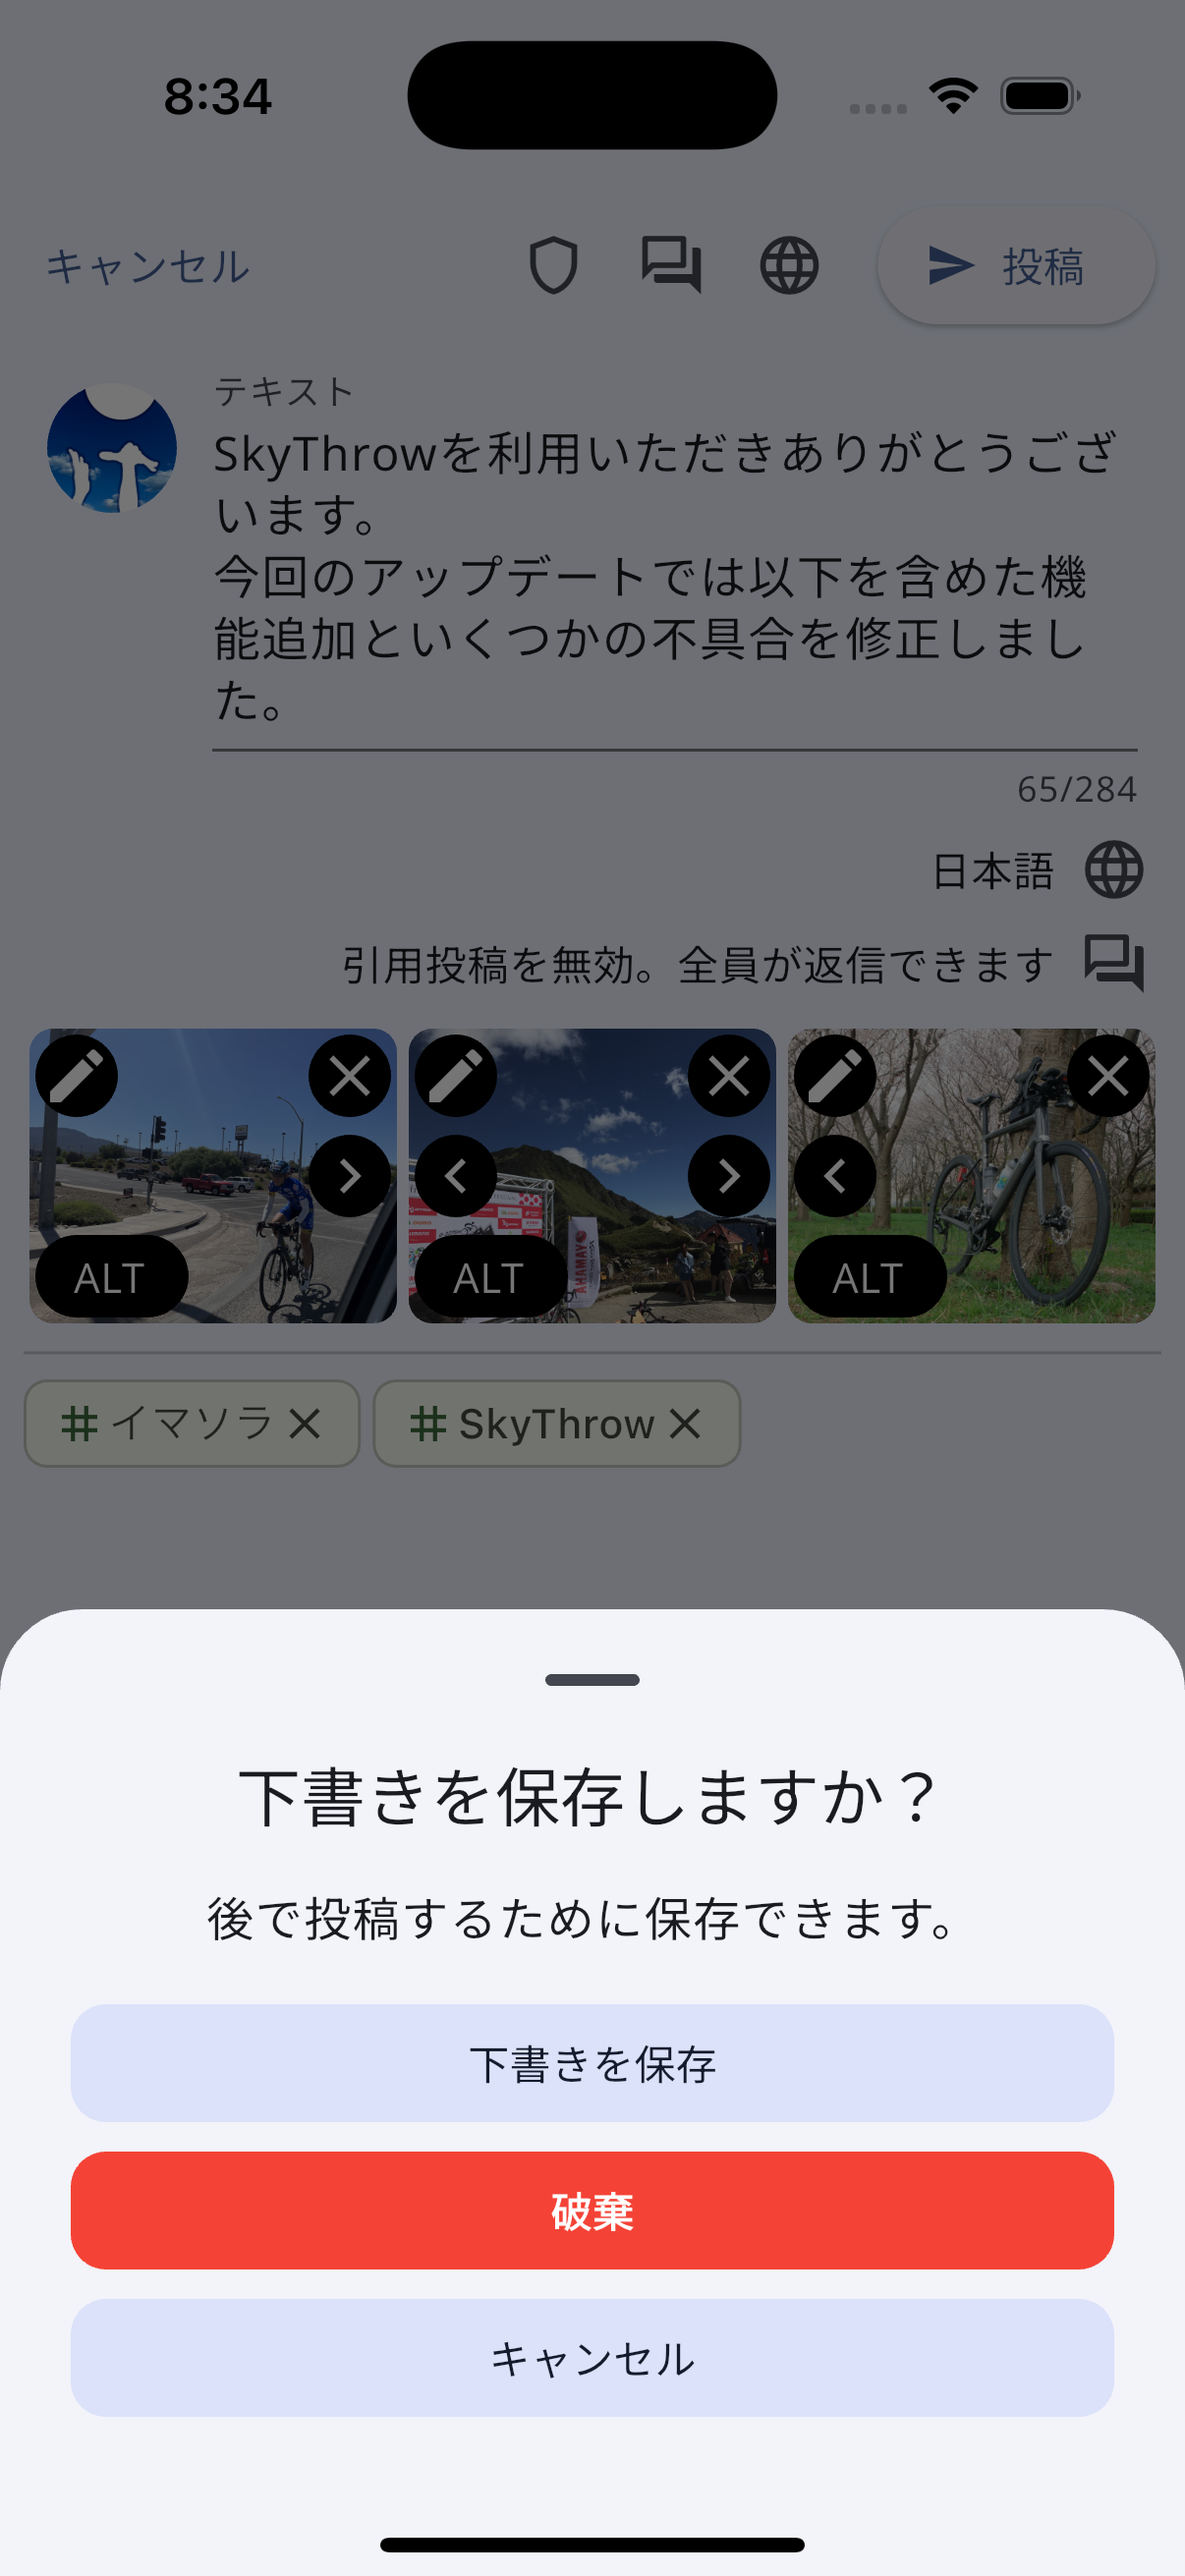 8:34
キャンセル
投稿
テキスト
SkyThrowを利用いただきありがとうござ
います。
今回のアップデートでは以下を含めた機
能追加といくつかの不具合を修正しまし
た。
65/284
日本語
引用投稿を無効。全員が返信できます
ALT
ALT
ALT
#イマソラ
#SkyThrow
下書きを保存しますか？
後で投稿するために保存できます。
下書きを保存
破棄
キャンセル